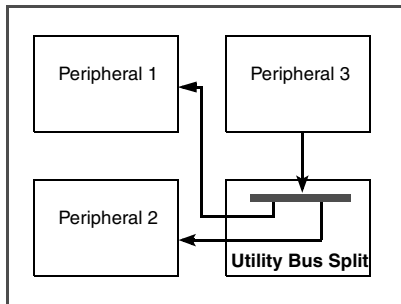 Peripheral 1
Peripheral 3
Peripheral 2
Utility Bus Split